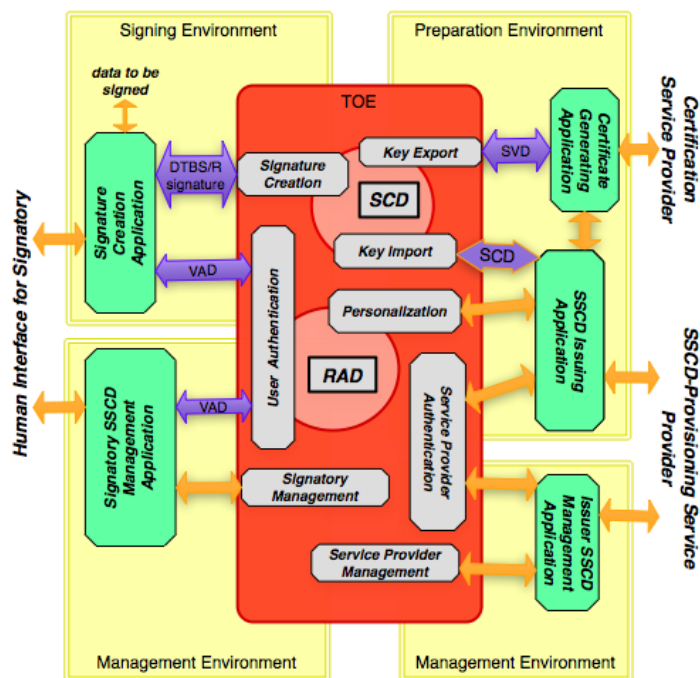 Signing Environment
Preparation Environment
data to be
signed
TOE
DTBS/R
signature
Signature
Creation
Key Export
SVD
Certificate
Generating
Application
Certification
Service Provider
Signature
Creation
Application
SCD
Key Import
SCD
Human Interface for Signatory
VAD
User Authentication
Personalization
SSCD Issuing
Application
RAD
SSCD-Provisioning Service
Provider
Service Provider
Authentication
Signatory SSCD
Management
Application
VAD
Signatory
Management
Issuer SSCD
Management
Application
Service Provider
Management
Management Environment
Management Environment